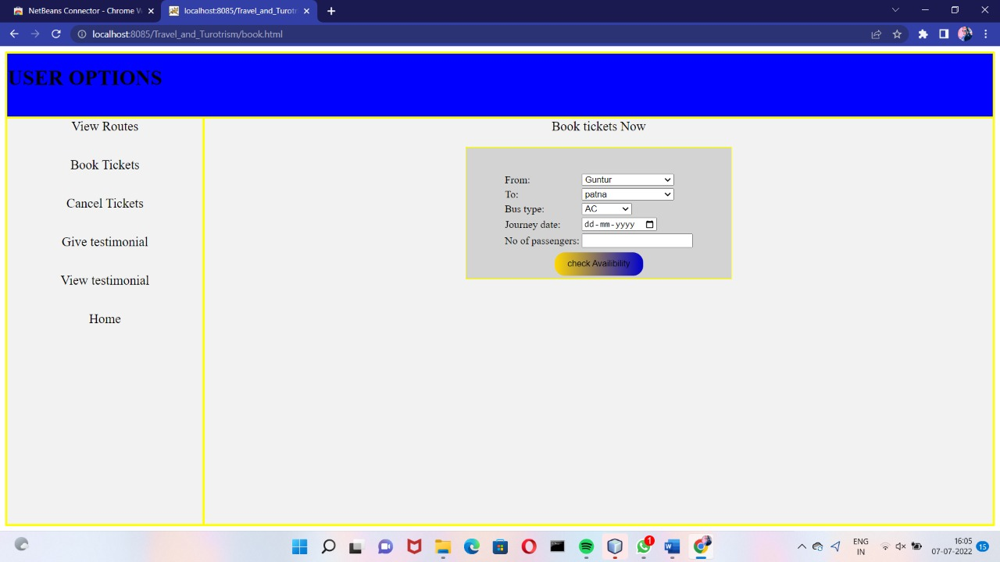 NetBeans Connector - Chrome W
localhost:8085/Travel_and_Turotr
localhost:8085/Travel_and_Turotrism/book.html
USER OPTIONS
View Routes
Book Tickets
Cancel Tickets
Give testimonial
View testimonial
Home
Book tickets Now
From: Guntur
To: patna
Bus type: AC
Journey date: dd-mm-yyyy
No of passengers:
check Availibility
1
ENG
IN
16:05
07-07-2022
15